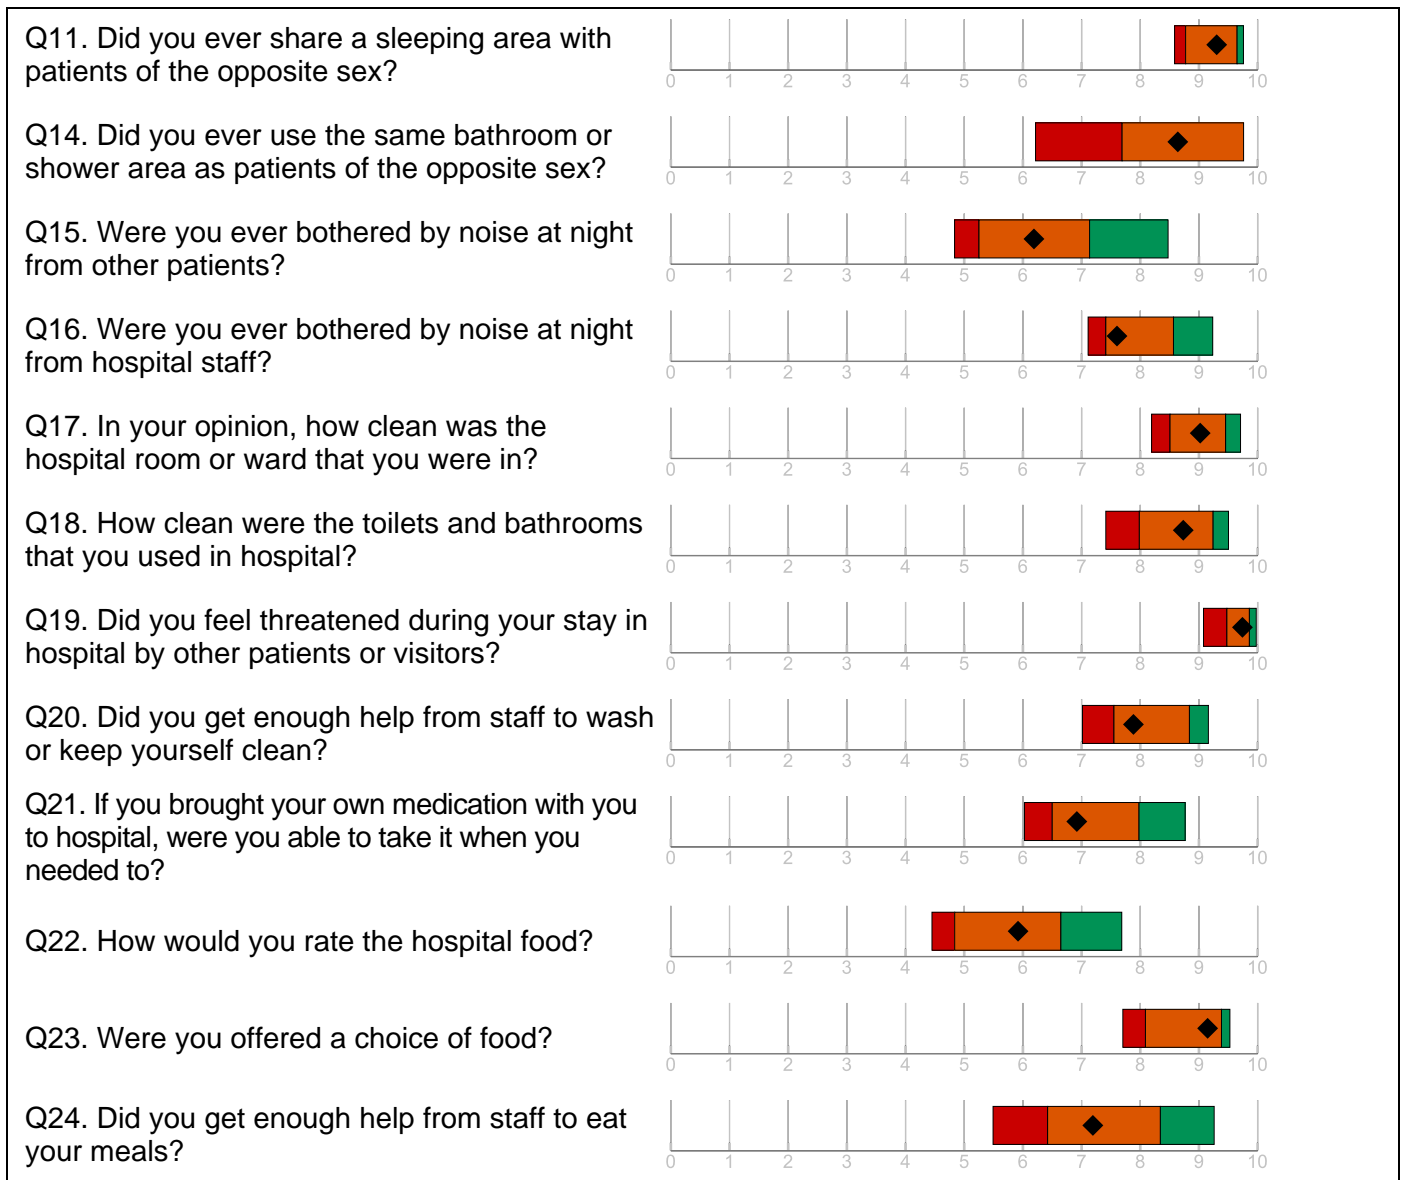 Q11. Did you ever share a sleeping area with
patients of the opposite sex?
0 1 2 3 4 5 6 7 8 9 10
Q14. Did you ever use the same bathroom or
shower area as patients of the opposite sex?
0 1 2 3 4 5 6 7 8 9 10
Q15. Were you ever bothered by noise at night
from other patients?
0 1 2 3 4 5 6 7 8 9 10
Q16. Were you ever bothered by noise at night
from hospital staff?
0 1 2 3 4 5 6 7 8 9 10
Q17. In your opinion, how clean was the
hospital room or ward that you were in?
0 1 2 3 4 5 6 7 8 9 10
Q18. How clean were the toilets and bathrooms
that you used in hospital?
0 1 2 3 4 5 6 7 8 9 10
Q19. Did you feel threatened during your stay in
hospital by other patients or visitors?
0 1 2 3 4 5 6 7 8 9 10
Q20. Did you get enough help from staff to wash
or keep yourself clean?
0 1 2 3 4 5 6 7 8 9 10
Q21. If you brought your own medication with you
to hospital, were you able to take it when you
needed to?
0 1 2 3 4 5 6 7 8 9 10
Q22. How would you rate the hospital food?
0 1 2 3 4 5 6 7 8 9 10
Q23. Were you offered a choice of food?
0 1 2 3 4 5 6 7 8 9 10
Q24. Did you get enough help from staff to eat
your meals?
0 1 2 3 4 5 6 7 8 9 10